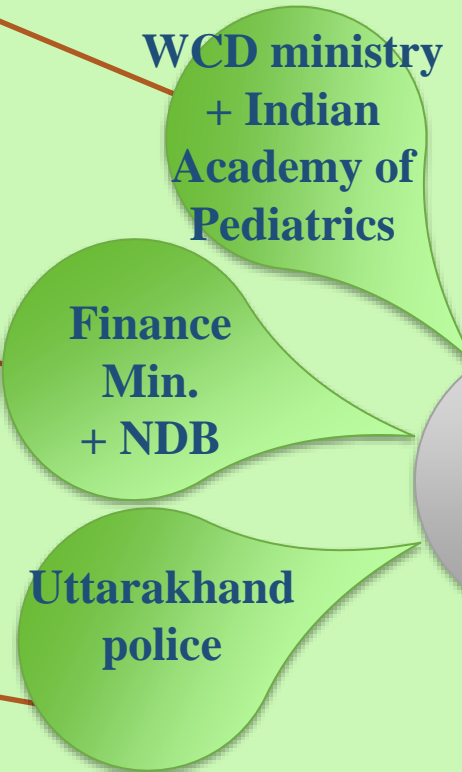 WCD ministry
+ Indian
Academy of
Pediatrics
Finance
Min.
+ NDB
Uttarakhand
police